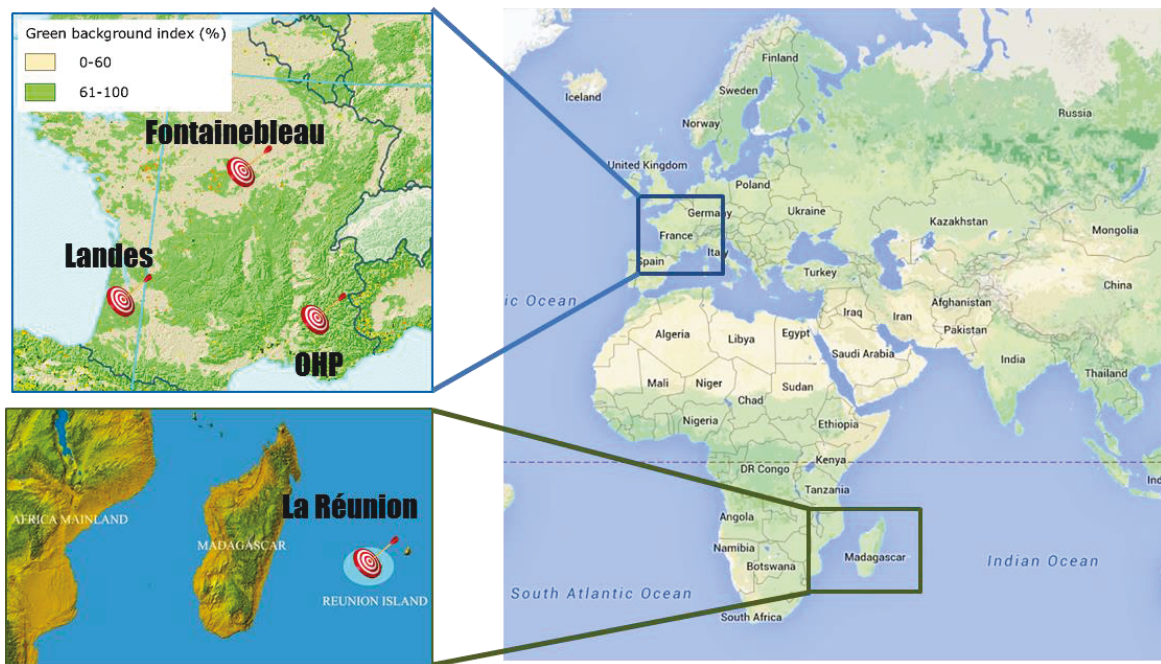 Green background index (%)
0-60
61-100
Fontainebleau
Landes
OHP
La Réunion
AFRICA MAINLAND
MADAGASCAR
REUNION ISLAND
Iceland
Finland
Sweden
Norway
Russia
United Kingdom
Poland
Germany
Ukraine
Kazakhstan
France
Mongolia
Italy
Spain
Turkey
China
ic Ocean
Afghanistan
Iraq
Iran
Algeria
Libya
Egypt
Pakistan
Saudi Arabia
India
Mali
Niger
Sudan
Thailand
Chad
Nigeria
Ethiopia
Kenya
DR Congo
Ind
Tanzania
Angola
Namibia
Madagascar
Botswana
Indian Ocean
South Atlantic Ocean
South Africa